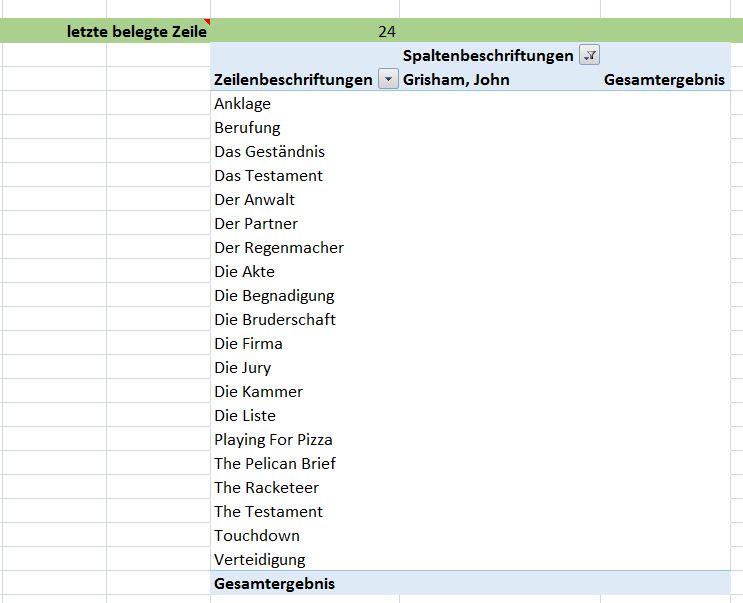 letzte belegte Zeile 24
Spaltenbeschriftungen
Zeilenbeschriftungen Grisham, John Gesamtergebnis
Anklage
Berufung
Das Geständnis
Das Testament
Der Anwalt
Der Partner
Der Regenmacher
Die Akte
Die Begnadigung
Die Bruderschaft
Die Firma
Die Jury
Die Kammer
Die Liste
Playing For Pizza
The Pelican Brief
The Racketeer
The Testament
Touchdown
Verteidigung
Gesamtergebnis